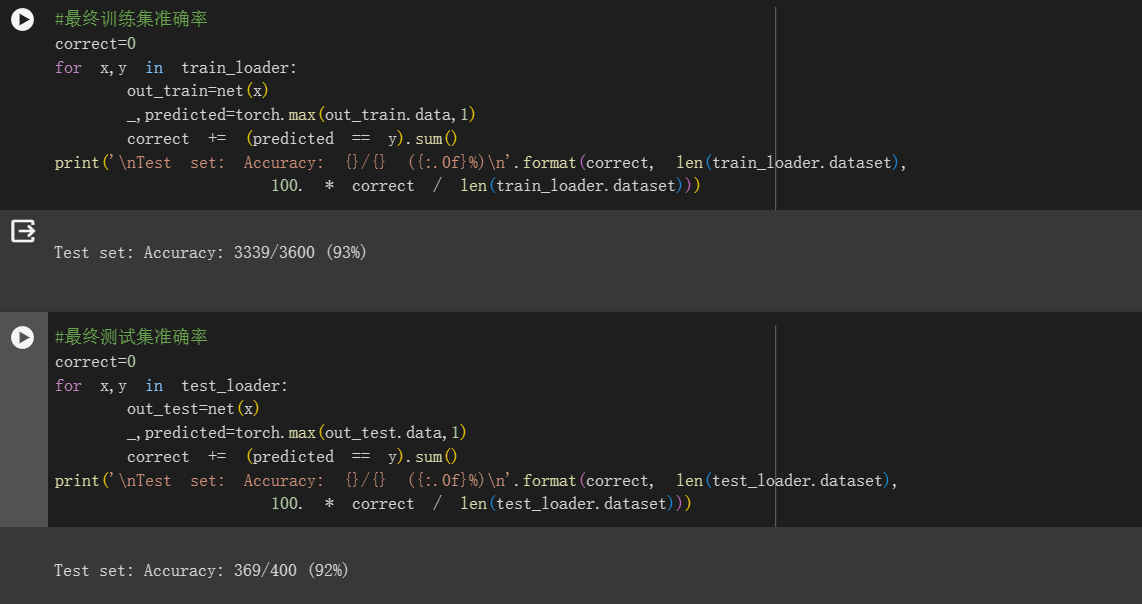 #最终训练集准确率
correct=0
for x,y in train_loader:
        out_train=net(x)
        _,predicted=torch.max(out_train.data,1)
        correct += (predicted == y).sum()
print('\nTest set: Accuracy: {}/{} ({:.0f}%)\n'.format(correct, len(train_loader.dataset),
                        100. * correct / len(train_loader.dataset)))
Test set: Accuracy: 3339/3600 (93%)
#最终测试集准确率
correct=0
for x,y in test_loader:
        out_test=net(x)
        _,predicted=torch.max(out_test.data,1)
        correct += (predicted == y).sum()
print('\nTest set: Accuracy: {}/{} ({:.0f}%)\n'.format(correct, len(test_loader.dataset),
                        100. * correct / len(test_loader.dataset)))
Test set: Accuracy: 369/400 (92%)